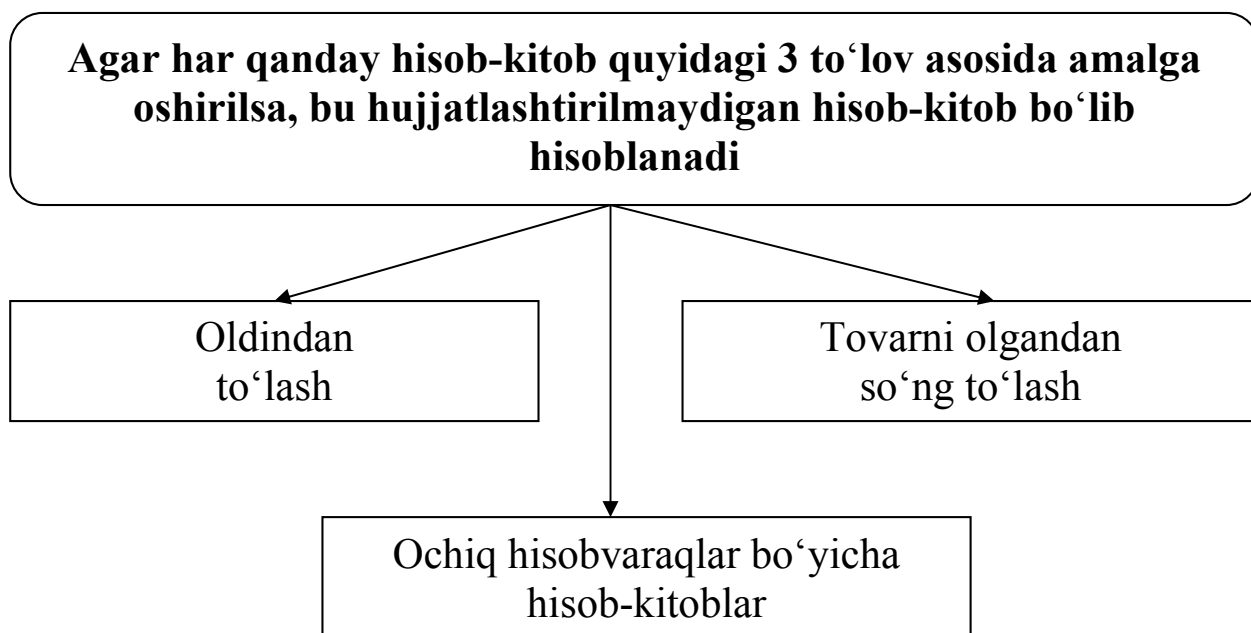 Agar har qanday hisob-kitob quyidagi 3 to‘lov asosida amalga
oshirilsa, bu hujjatlashtirilmaydigan hisob-kitob bo‘lib
hisoblanadi
Oldindan
to‘lash
Tovarni olgandan
so‘ng to‘lash
Ochiq hisobvaraqlar bo‘yicha
hisob-kitoblar